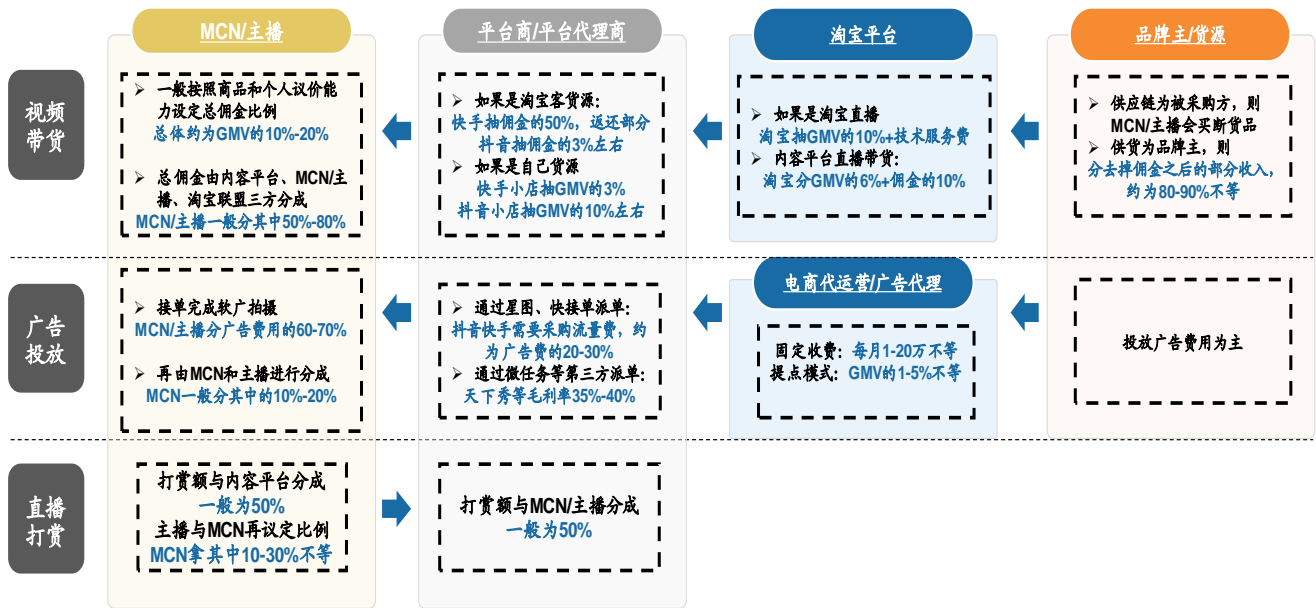 MCN/主播
平台商/平台代理商
淘宝平台
品牌主/货源
视频
带货
➢ 一般按照商品和个人议价能
力设定总佣金比例
总体约为GMV的10%-20%
➢ 总佣金由内容平台、MCN/主
播、淘宝联盟三方分成
MCN/主播一般分其中50%-80%
➢ 如果是淘宝客货源:
快手抽佣金的50%，返还部分
抖音抽佣金的3%左右
➢ 如果是自己货源
快手小店抽GMV的3%
抖音小店抽GMV的10%左右
➢ 如果是淘宝直播
淘宝抽GMV的10%+技术服务费
➢ 内容平台直播带货:
淘宝分GMV的6%+佣金的10%
➢ 供应链为被采购方，则
MCN/主播会买断货品
➢ 供货为品牌主，则
分去掉佣金之后的部分收入，
约为80-90%不等
广告
投放
➢ 接单完成软广拍摄
MCN/主播分广告费用的60-70%
➢ 再由MCN和主播进行分成
MCN一般分其中的10%-20%
➢ 通过星图、快接单派单:
抖音快手需要采购流量费，约
为广告费的20-30%
➢ 通过微任务等第三方派单:
天下秀等毛利率35%-40%
电商代运营/广告代理
固定收费: 每月1-20万不等
提点模式: GMV的1-5%不等
投放广告费用为主
直播
打赏
打赏额与内容平台分成
一般为50%
主播与MCN再议定比例
MCN拿其中10-30%不等
打赏额与MCN/主播分成
一般为50%